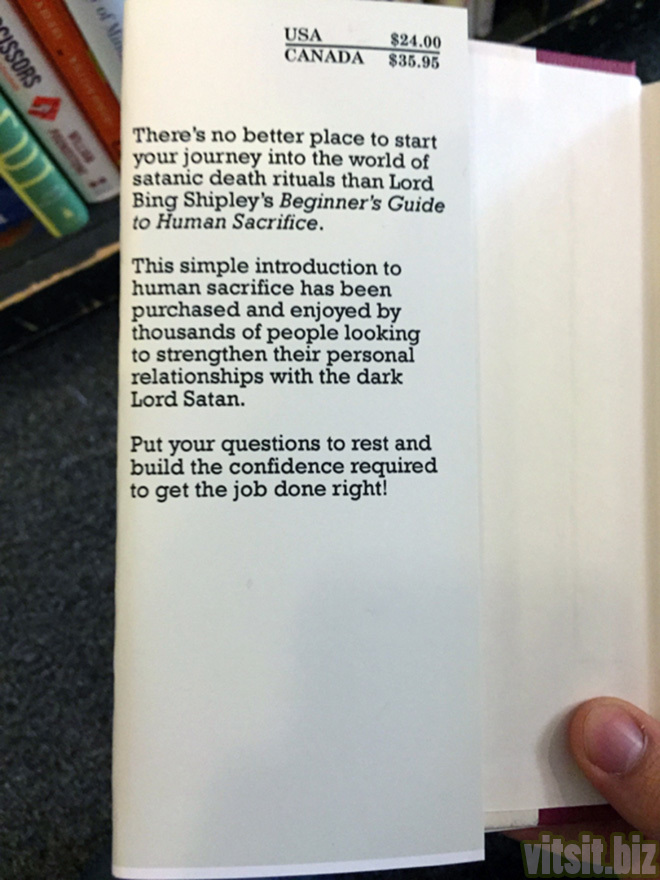 USA $24.00
CANADA $35.95
There's no better place to start
your journey into the world of
satanic death rituals than Lord
Bing Shipley's Beginner's Guide
to Human Sacrifice.
This simple introduction to
human sacrifice has been
purchased and enjoyed by
thousands of people looking
to strengthen their personal
relationships with the dark
Lord Satan.
Put your questions to rest and
build the confidence required
to get the job done right!
SCISSORS
vitsit.biz